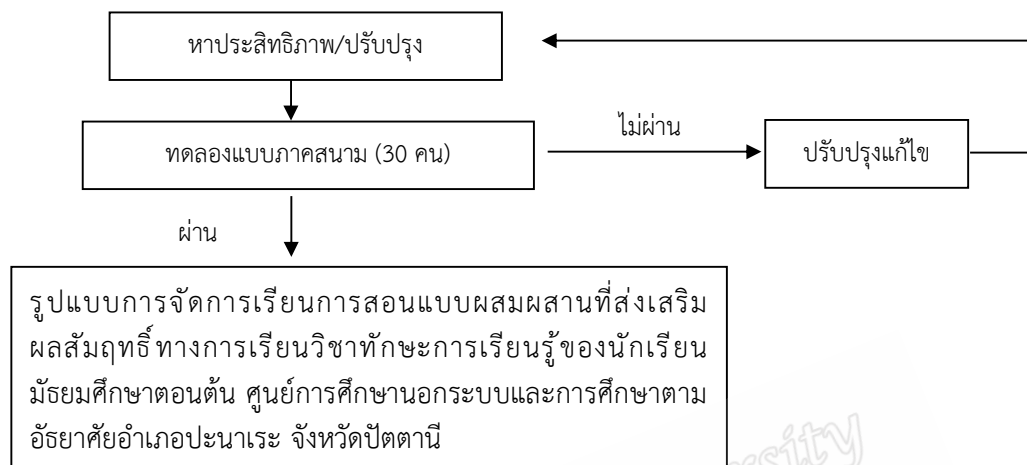 หาประสิทธิภาพ/ปรับปรุง
ทดลองแบบภาคสนาม (30 คน)
ไม่ผ่าน
ปรับปรุงแก้ไข
ผ่าน
รูปแบบการจัดการเรียนการสอนแบบผสมผสานที่ส่งเสริม
ผลสัมฤทธิ์ทางการเรียนวิชาทักษะการเรียนรู้ของนักเรียน
มัธยมศึกษาตอนต้น ศูนย์การศึกษานอกระบบและการศึกษาตาม
อัธยาศัยอำเภอปะนาเระ จังหวัดปัตตานี